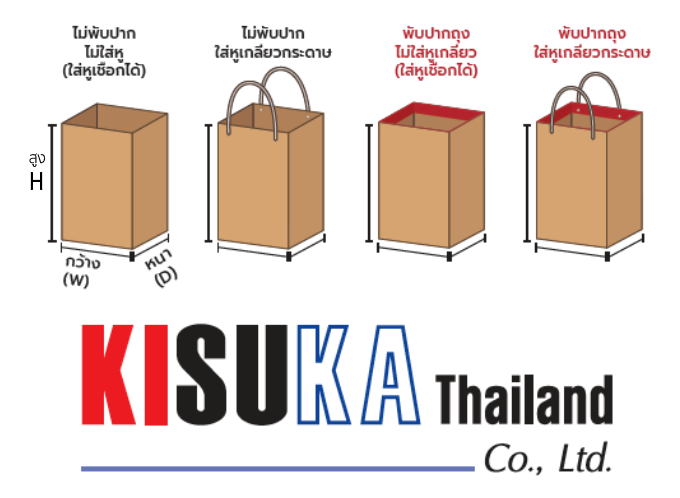 ไม่พับปาก
ไม่ใส่หู
(ใส่หูเชือกได้)
ไม่พับปาก
ใส่หูเกลียวกระดาษ
พับปากถุง
ไม่ใส่หูเกลียว
(ใส่หูเชือกได้)
พับปากถุง
ใส่หูเกลียวกระดาษ
สูง
H
กว้าง
(W)
หนา
(D)
KISUKA Thailand
Co., Ltd.